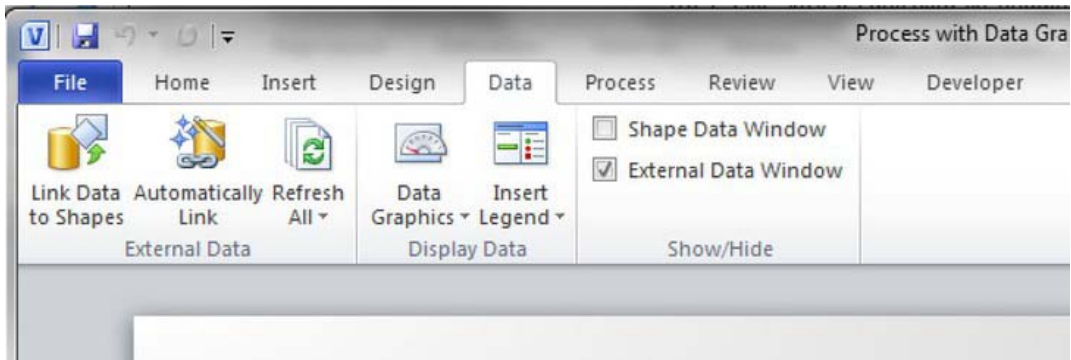 Process with Data Gra
File Home Insert Design Data Process Review View Developer
Link Data to Shapes
Automatically Link
Refresh All
External Data
Data Graphics
Insert Legend
Display Data
Shape Data Window
External Data Window
Show/Hide